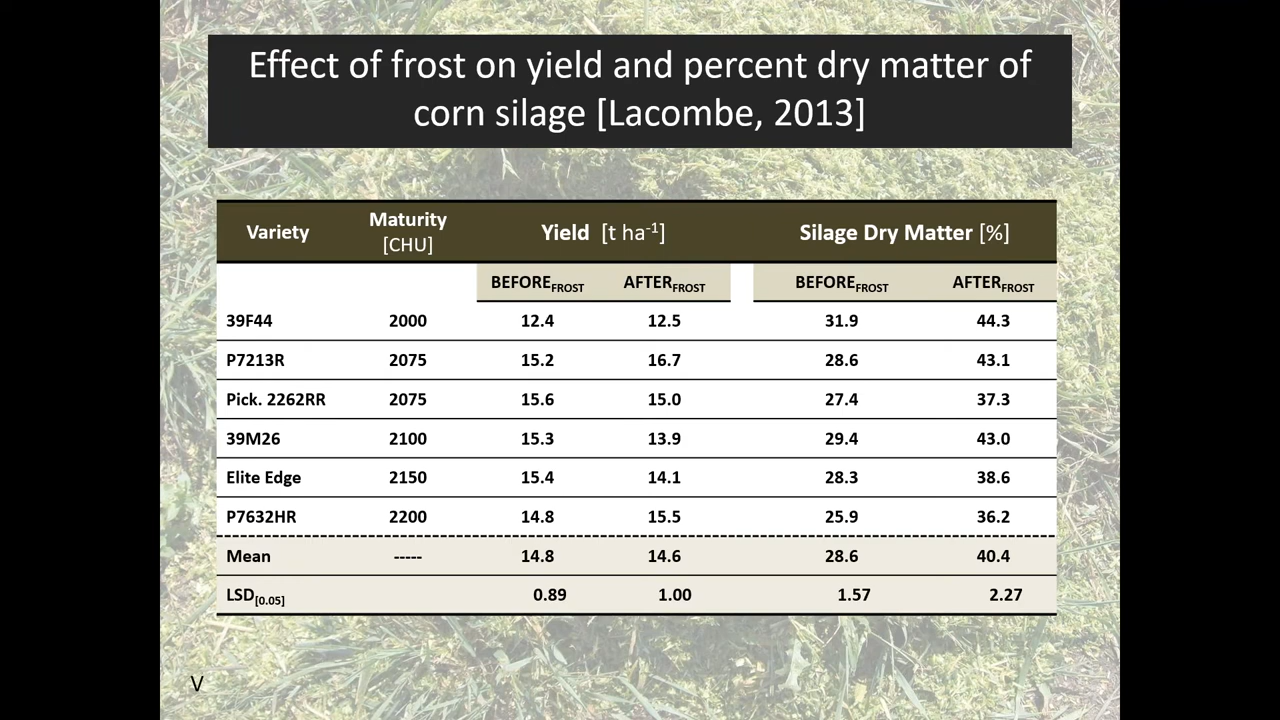 Effect of frost on yield and percent dry matter of
corn silage [Lacombe, 2013]
Variety Maturity [CHU] Yield [t ha-1] Silage Dry Matter [%]
BEFOREFROST AFTERFROST BEFOREFROST AFTERFROST
39F44 2000 12.4 12.5 31.9 44.3
P7213R 2075 15.2 16.7 28.6 43.1
Pick. 2262RR 2075 15.6 15.0 27.4 37.3
39M26 2100 15.3 13.9 29.4 43.0
Elite Edge 2150 15.4 14.1 28.3 38.6
P7632HR 2200 14.8 15.5 25.9 36.2
Mean ----- 14.8 14.6 28.6 40.4
LSD[0.05] 0.89 1.00 1.57 2.27
V